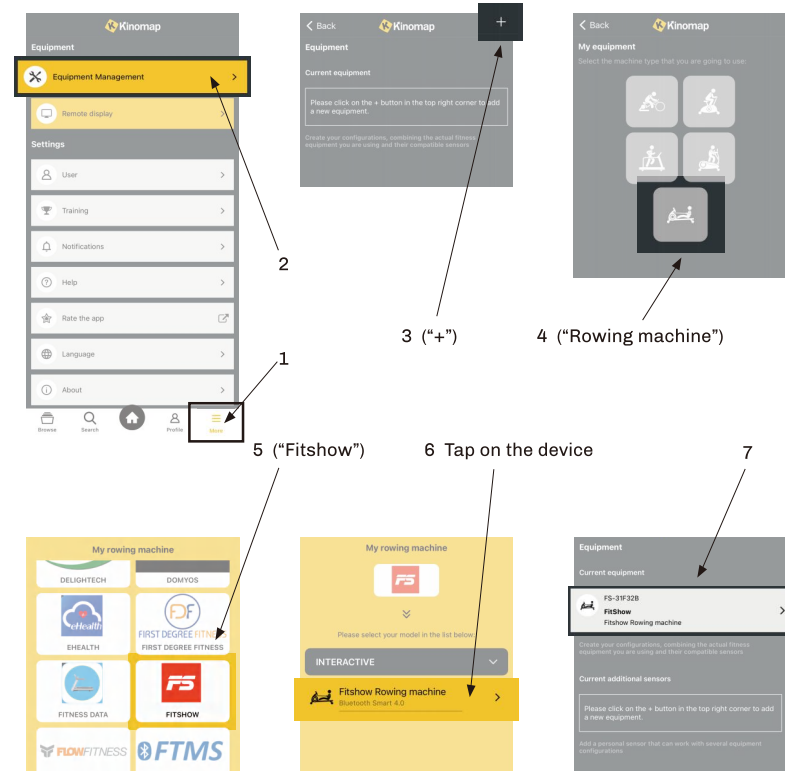 Kinomap
Equipment
Equipment Management
Remote display
Settings
User
Training
Notifications
Help
Rate the app
Language
About
Browse
Search
Profile
More
2
1
Back
Kinomap
+
Equipment
Current equipment
Please click on the + button in the top right corner to add
a new equipment.
Create your configurations, combining the actual fitness
equipment you are using and their compatible sensors
3 (“+”)
Back
Kinomap
My equipment
Select the machine type that you are going to use:
4 (“Rowing machine”)
5 (“Fitshow”)
My rowing machine
DELIGHTECH
DOMYOS
eHealth
EHEALTH
FDF
FIRST DEGREE FITNESS
FIRST DEGREE FITNESS
FITNESS DATA
FS
FITSHOW
FLOWFITNESS
FTMS
6 Tap on the device
My rowing machine
FS
Please select your model in the list below:
INTERACTIVE
Fitshow Rowing machine
Bluetooth Smart 4.0
7
Equipment
Current equipment
FS-31F32B
FitShow
Fitshow Rowing machine
Create your configurations, combining the actual fitness
equipment you are using and their compatible sensors
Current additional sensors
Please click on the + button in the top right corner to add
a new equipment.
Add a personal sensor that can work with several equipment
configurations